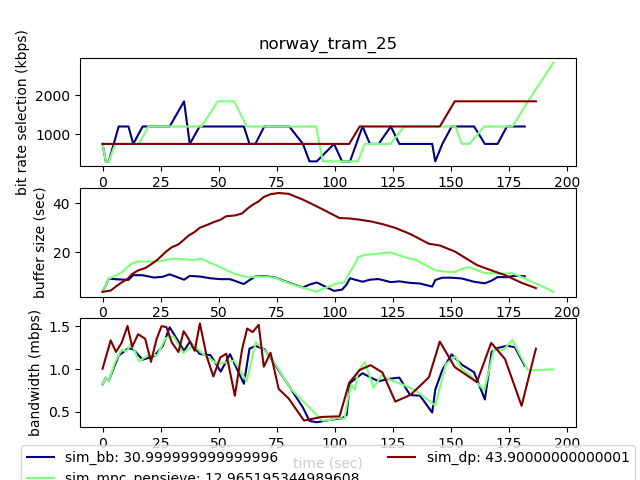 norway_tram_25
bit rate selection (kbps)
2000
1000
0 25 50 75 100 125 150 175 200
buffer size (sec)
40
20
0 25 50 75 100 125 150 175 200
bandwidth (mbps)
1.5
1.0
0.5
0 25 50 75 100 125 150 175 200
time (sec)
sim_bb: 30.999999999999996
sim_dp: 43.90000000000001
sim_mpc_pensieve: 12.965195344989608